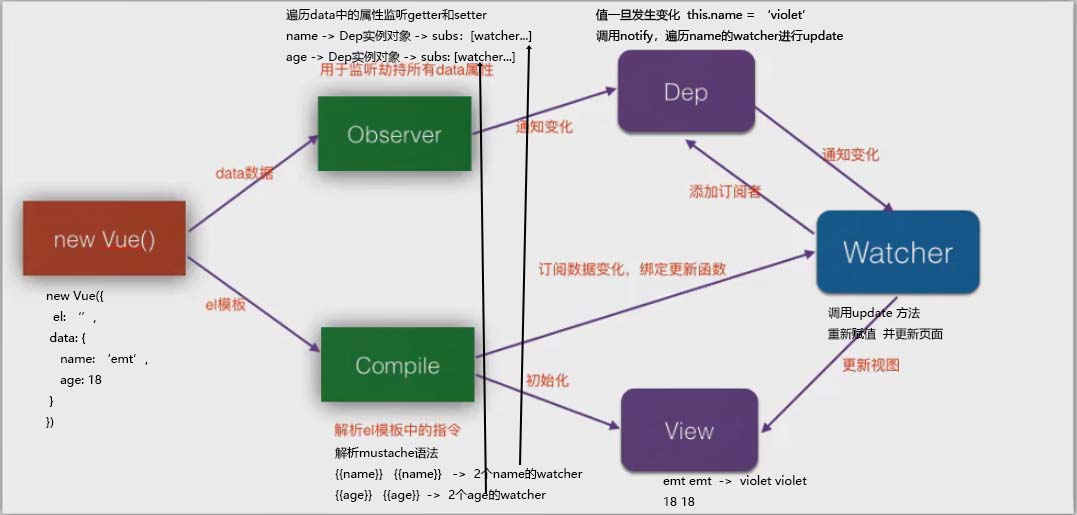 遍历data中的属性监听getter和setter
name -> Dep实例对象 -> subs: [watcher...]
age -> Dep实例对象 -> subs: [watcher...]
用于监听劫持所有data属性
值一旦发生变化 this.name = ‘violet’
调用notify，遍历name的watcher进行update
Observer
Dep
通知变化
通知变化
data数据
添加订阅者
new Vue()
Watcher
订阅数据变化，绑定更新函数
el模板
new Vue({
el: ‘’,
data: {
name: ‘emt’,
age: 18
}
})
调用update 方法
重新赋值 并更新页面
Compile
初始化
更新视图
View
解析el模板中的指令
解析mustache语法
{{name}} {{name}} -> 2个name的watcher
{{age}} {{age}} -> 2个age的watcher
emt emt -> violet violet
18 18